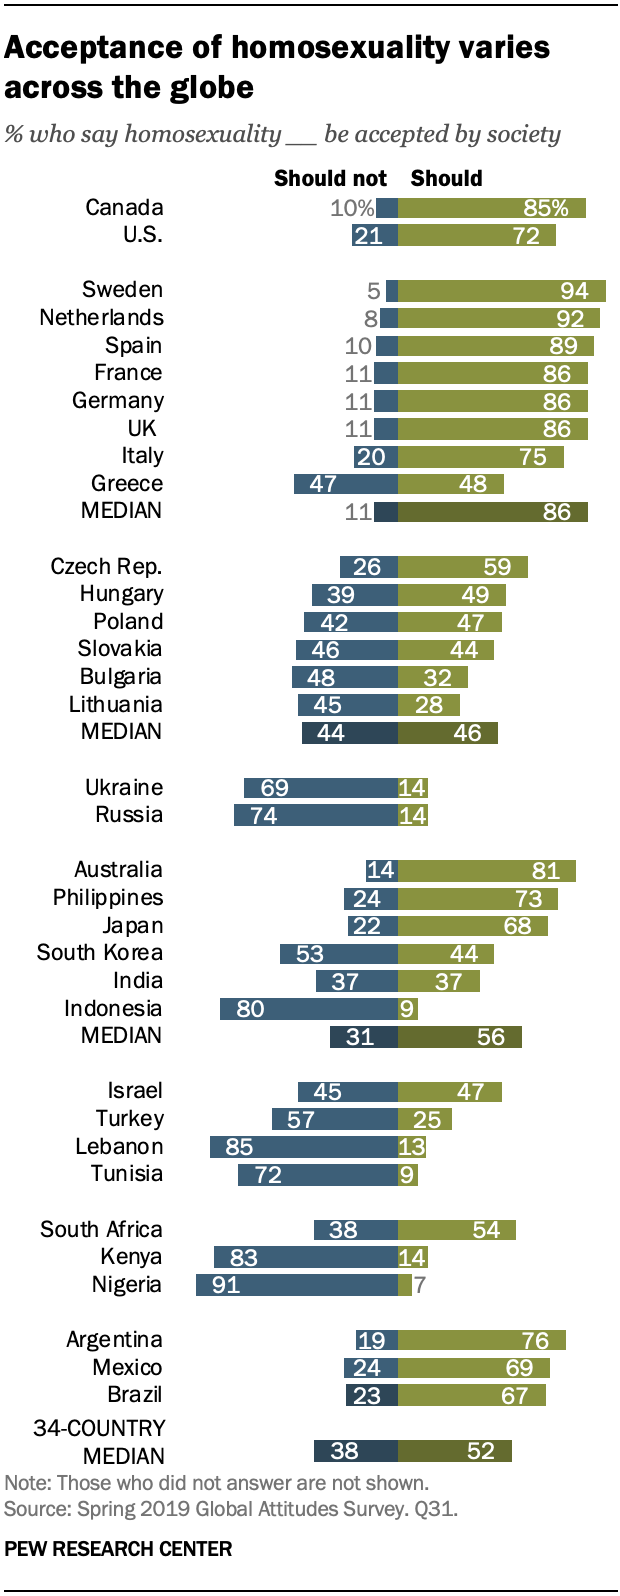 Acceptance of homosexuality varies
across the globe
% who say homosexuality __ be accepted by society
Should not Should
Canada 10% 85%
U.S. 21 72
Sweden 5 94
Netherlands 8 92
Spain 10 89
France 11 86
Germany 11 86
UK 11 86
Italy 20 75
Greece 47 48
MEDIAN 11 86
Czech Rep. 26 59
Hungary 39 49
Poland 42 47
Slovakia 46 44
Bulgaria 48 32
Lithuania 45 28
MEDIAN 44 46
Ukraine 69 14
Russia 74 14
Australia 14 81
Philippines 24 73
Japan 22 68
South Korea 53 44
India 37 37
Indonesia 80 9
MEDIAN 31 56
Israel 45 47
Turkey 57 25
Lebanon 85 13
Tunisia 72 9
South Africa 38 54
Kenya 83 14
Nigeria 91 7
Argentina 19 76
Mexico 24 69
Brazil 23 67
34-COUNTRY
MEDIAN 38 52
Note: Those who did not answer are not shown.
Source: Spring 2019 Global Attitudes Survey. Q31.
PEW RESEARCH CENTER